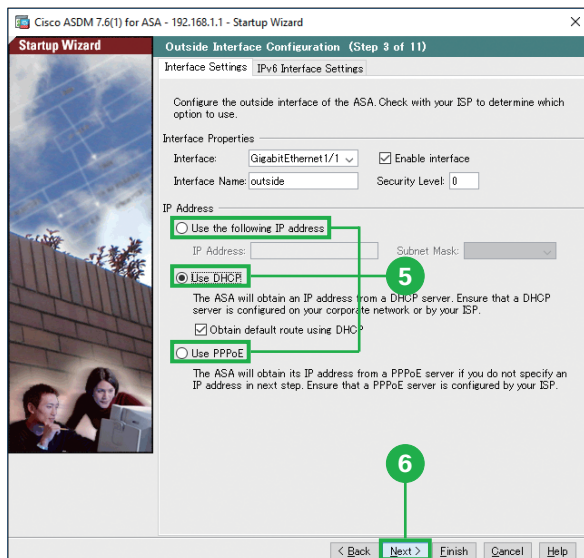 Cisco ASDM 7.6(1) for ASA - 192.168.1.1 - Startup Wizard
Startup Wizard
Outside Interface Configuration (Step 3 of 11)
Interface Settings
IPv6 Interface Settings
Configure the outside interface of the ASA. Check with your ISP to determine which
option to use.
Interface Properties
Interface:
GigabitEthernet1/1
Enable interface
Interface Name:
outside
Security Level:
0
IP Address
Use the following IP address
IP Address:
Subnet Mask:
Use DHCP
5
The ASA will obtain an IP address from a DHCP server. Ensure that a DHCP
server is configured on your corporate network or by your ISP.
Obtain default route using DHCP
Use PPPoE
The ASA will obtain its IP address from a PPPoE server if you do not specify an
IP address in next step. Ensure that a PPPoE server is configured by your ISP.
6
< Back
Next >
Finish
Cancel
Help